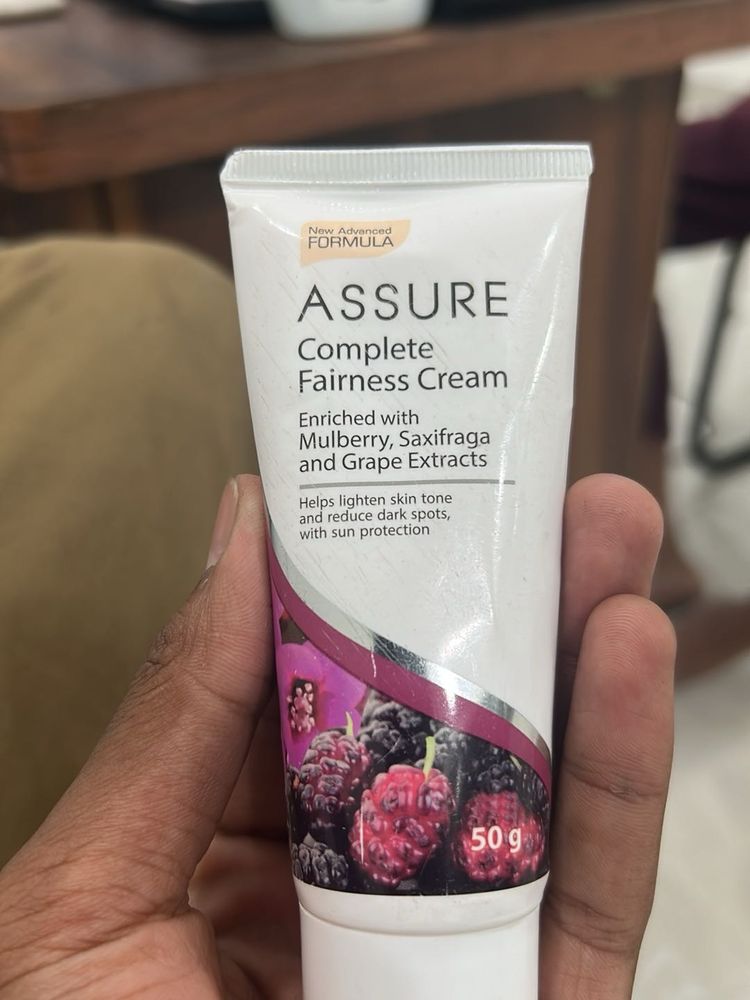 New Advanced
FORMULA
ASSURE
Complete
Fairness Cream
Enriched with
Mulberry, Saxifraga
and Grape Extracts
Helps lighten skin tone
and reduce dark spots,
with sun protection
50 g